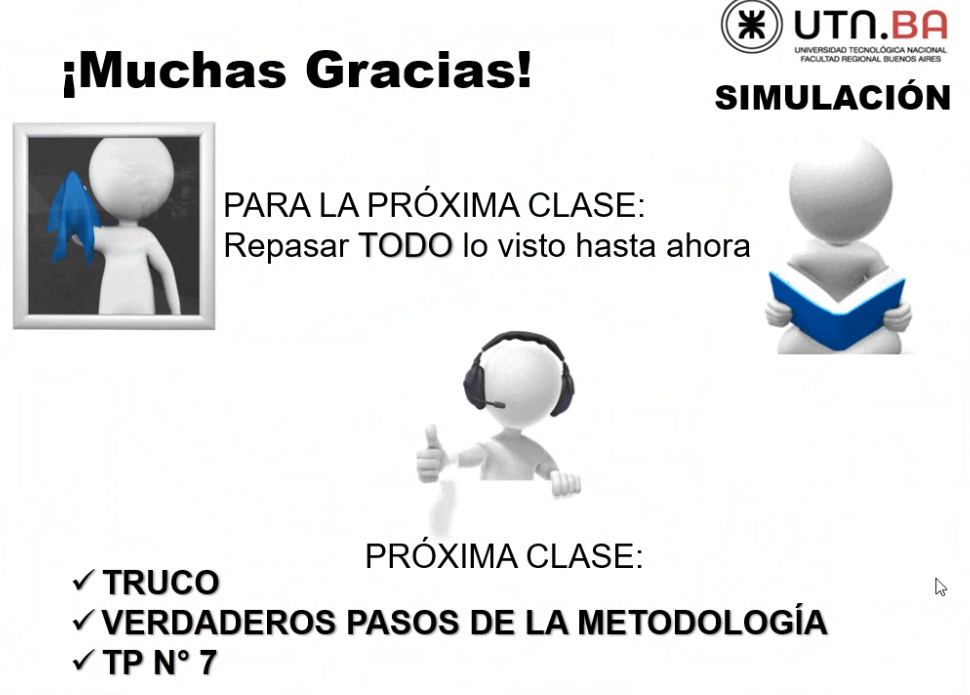 ¡Muchas Gracias!
UTN.BA
UNIVERSIDAD TECNOLÓGICA NACIONAL
FACULTAD REGIONAL BUENOS AIRES
SIMULACIÓN
PARA LA PRÓXIMA CLASE:
Repasar TODO lo visto hasta ahora
PRÓXIMA CLASE:
✓ TRUCO
✓ VERDADEROS PASOS DE LA METODOLOGÍA
✓ TP N° 7